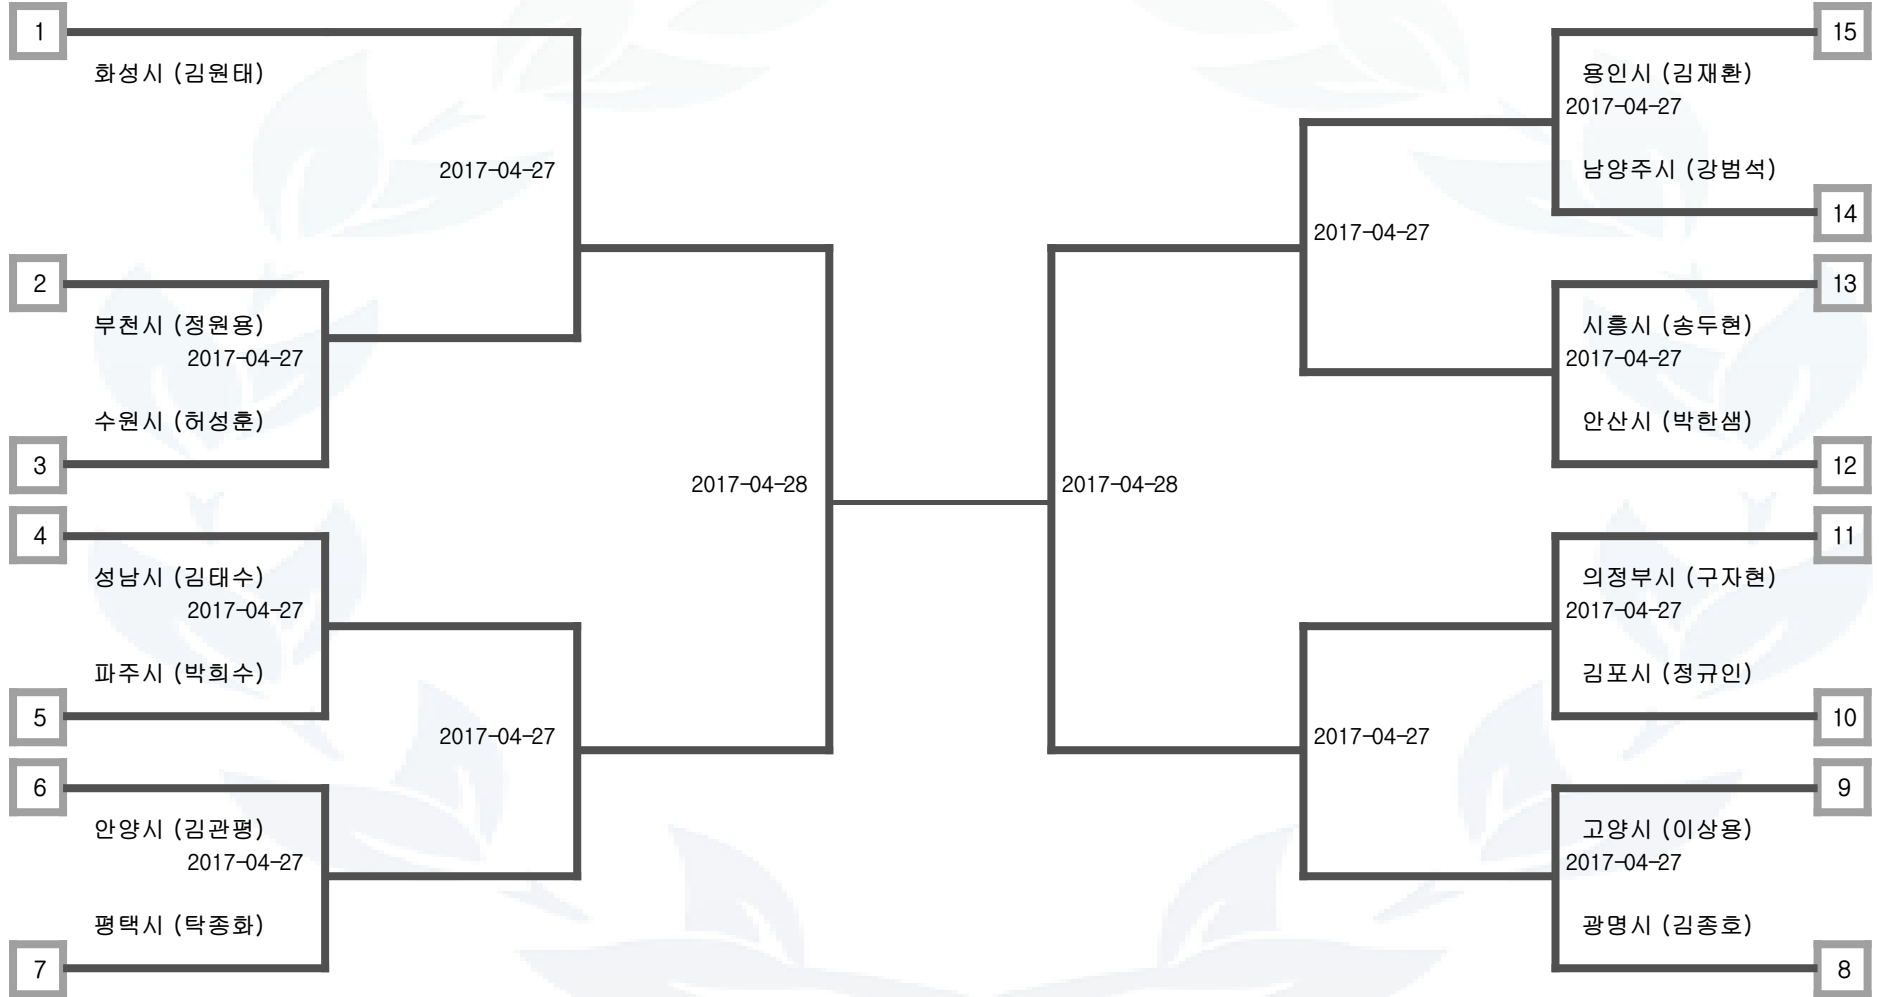 1
화성시 (김원태)
2017-04-27
2
부천시 (정원용)
2017-04-27
수원시 (허성훈)
3
2017-04-28
4
성남시 (김태수)
2017-04-27
파주시 (박희수)
5
2017-04-27
6
안양시 (김관평)
2017-04-27
평택시 (탁종화)
7
15
용인시 (김재환)
2017-04-27
남양주시 (강범석)
14
2017-04-27
13
시흥시 (송두현)
2017-04-27
안산시 (박한샘)
12
2017-04-28
11
의정부시 (구자현)
2017-04-27
김포시 (정규인)
10
2017-04-27
9
고양시 (이상용)
2017-04-27
광명시 (김종호)
8